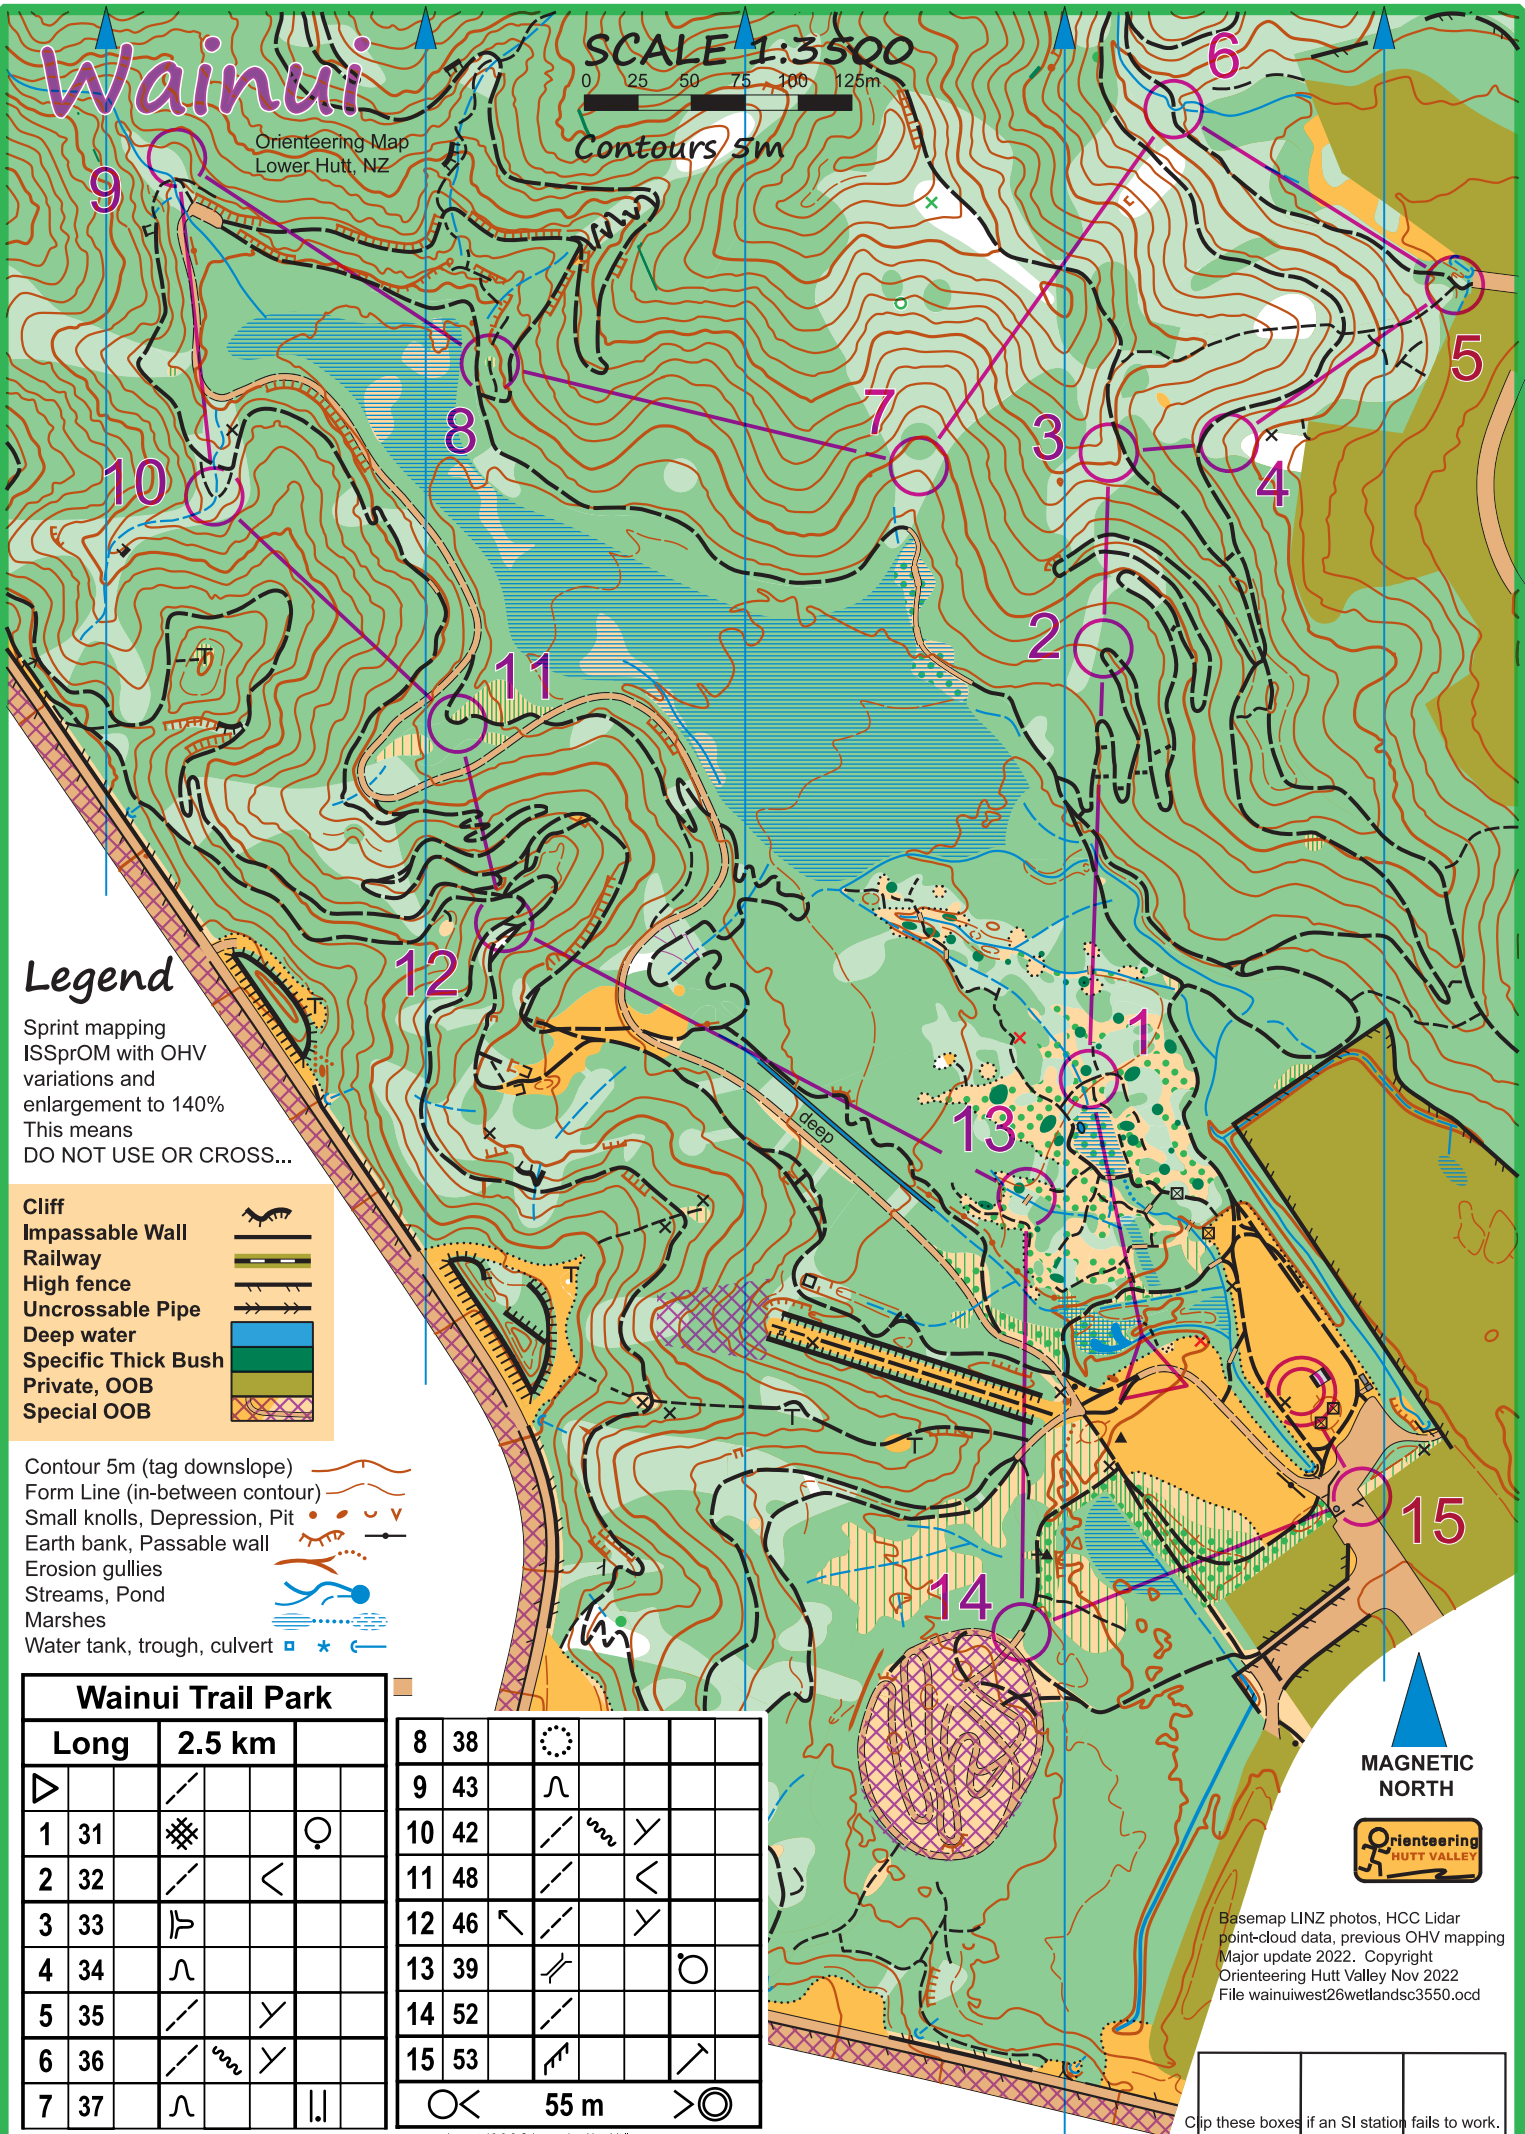 Wainui
Orienteering Map
Lower Hutt, NZ
SCALE 1:3500
0 25 50 75 100 125m
Contours 5m
6
9
5
7
3
8
4
10
2
11
12
1
13
deep
14
15
Legend
Sprint mapping
ISSprOM with OHV
variations and
enlargement to 140%
This means
DO NOT USE OR CROSS...
Cliff
Impassable Wall
Railway
High fence
Uncrossable Pipe
Deep water
Specific Thick Bush
Private, OOB
Special OOB
Contour 5m (tag downslope)
Form Line (in-between contour)
Small knolls, Depression, Pit
Earth bank, Passable wall
Erosion gullies
Streams, Pond
Marshes
Water tank, trough, culvert
Wainui Trail Park
Long 2.5 km
1 31
2 32
3 33
4 34
5 35
6 36
7 37
8 38
9 43
10 42
11 48
12 46
13 39
14 52
15 53
55 m
MAGNETIC
NORTH
Orienteering
HUTT VALLEY
Basemap LINZ photos, HCC Lidar
point-cloud data, previous OHV mapping
Major update 2022. Copyright
Orienteering Hutt Valley Nov 2022
File wainuiwest26wetlandsc3550.ocd
Clip these boxes if an SI station fails to work.